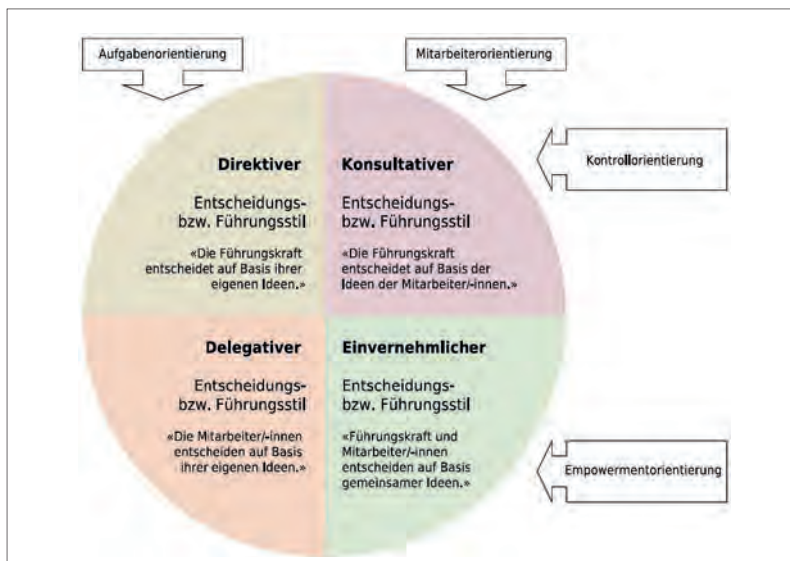 Aufgabenorientierung
Mitarbeiterorientierung
Kontrollorientierung
Direktiver
Entscheidungs-
bzw. Führungsstil
«Die Führungskraft
entscheidet auf Basis ihrer
eigenen Ideen.»
Konsultativer
Entscheidungs-
bzw. Führungsstil
«Die Führungskraft
entscheidet auf Basis der
Ideen der Mitarbeiter/-innen.»
Delegativer
Entscheidungs-
bzw. Führungsstil
«Die Mitarbeiter/-innen
entscheiden auf Basis
ihrer eigenen Ideen.»
Einvernehmlicher
Entscheidungs-
bzw. Führungsstil
«Führungskraft und
Mitarbeiter/-innen
entscheiden auf Basis
gemeinsamer Ideen.»
Empowermentorientierung